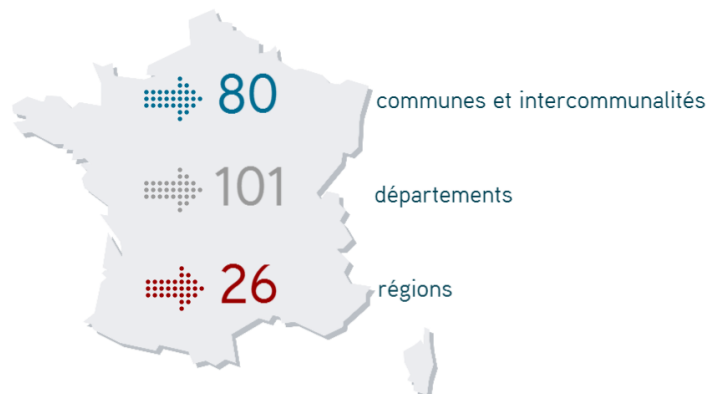 80 communes et intercommunalités
101 départements
26 régions